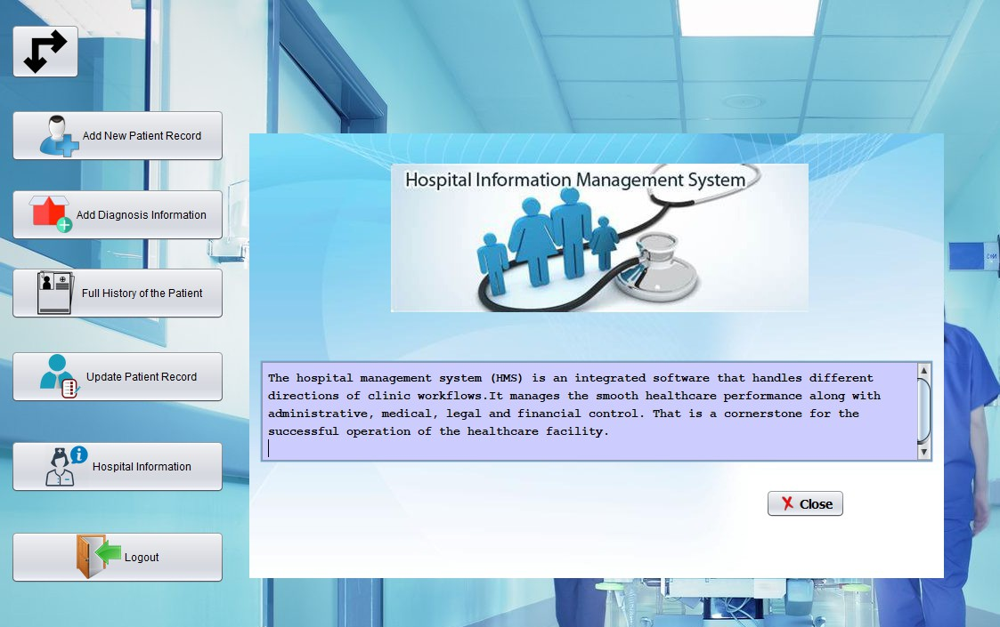 Add New Patient Record
Add Diagnosis Information
Full History of the Patient
Update Patient Record
Hospital Information
Logout
Hospital Information Management System
The hospital management system (HMS) is an integrated software that handles different
directions of clinic workflows.It manages the smooth healthcare performance along with
administrative, medical, legal and financial control. That is a cornerstone for the
successful operation of the healthcare facility.
Close